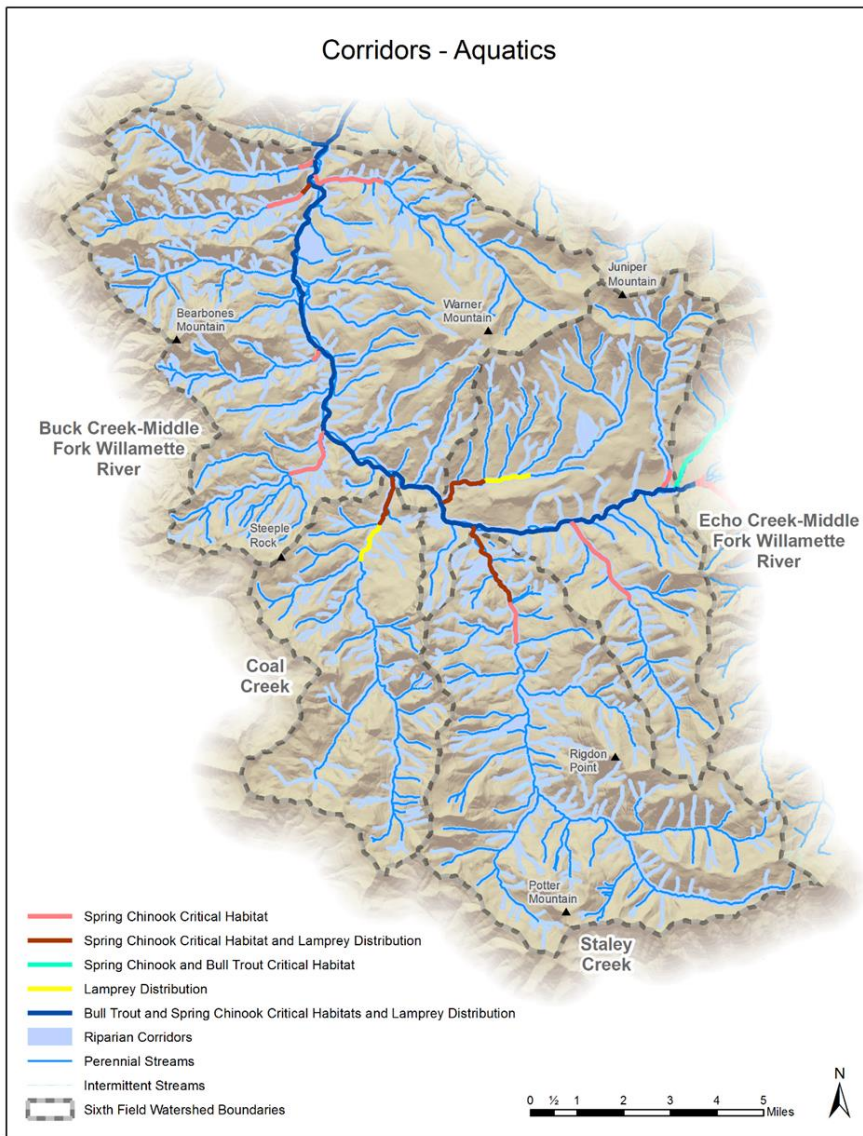 Corridors - Aquatics
Juniper
Mountain
Warner
Mountain
Bearbones
Mountain
Buck Creek-Middle
Fork Willamette
River
Steeple
Rock
Echo Creek-Middle
Fork Willamette
River
Coal
Creek
Rigdon
Point
Potter
Mountain
Staley
Creek
Spring Chinook Critical Habitat
Spring Chinook Critical Habitat and Lamprey Distribution
Spring Chinook and Bull Trout Critical Habitat
Lamprey Distribution
Bull Trout and Spring Chinook Critical Habitats and Lamprey Distribution
Riparian Corridors
Perennial Streams
Intermittent Streams
Sixth Field Watershed Boundaries
N
0 ½ 1 2 3 4 5
Miles